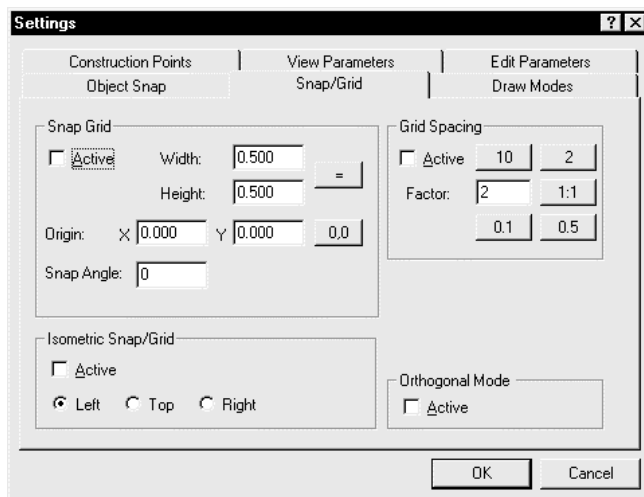 Settings
Construction Points View Parameters Edit Parameters
Object Snap Snap/Grid Draw Modes
Snap Grid
Active Width: 0.500
Height: 0.500
=
Origin: X 0.000 Y 0.000 0,0
Snap Angle: 0
Grid Spacing
Active 10 2
Factor: 2 1:1
0.1 0.5
Isometric Snap/Grid
Active
Left Top Right
Orthogonal Mode
Active
OK Cancel